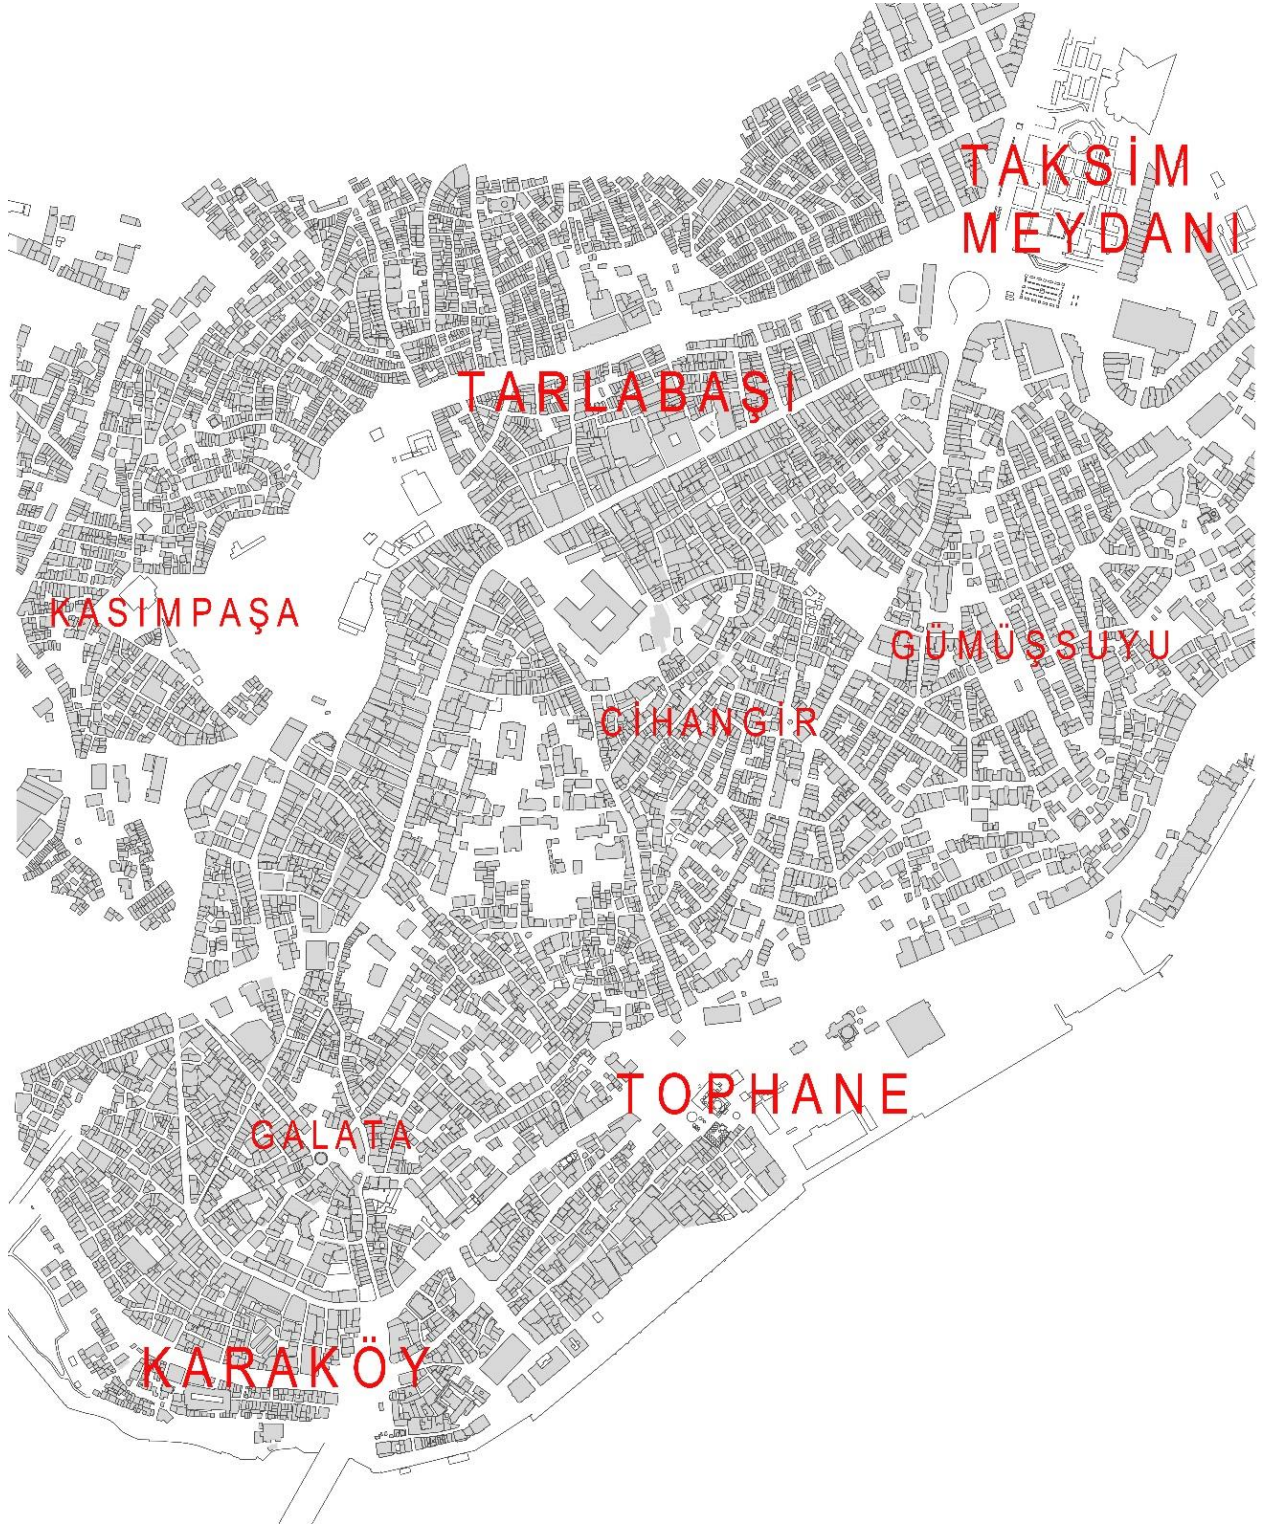 TAKSİM
MEYDANI
TARLABAŞI
KASIMPAŞA
GÜMÜŞSUYU
CİHANGİR
TOPHANE
GALATA
KARAKÖY